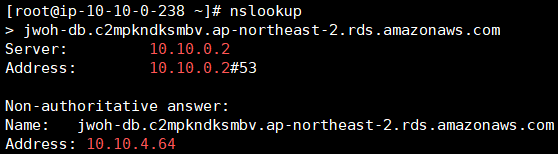 [root@ip-10-10-0-238 ~]# nslookup
> jwoh-db.c2mpkndksmbv.ap-northeast-2.rds.amazonaws.com
Server: 10.10.0.2
Address: 10.10.0.2#53
Non-authoritative answer:
Name: jwoh-db.c2mpkndksmbv.ap-northeast-2.rds.amazonaws.com
Address: 10.10.4.64